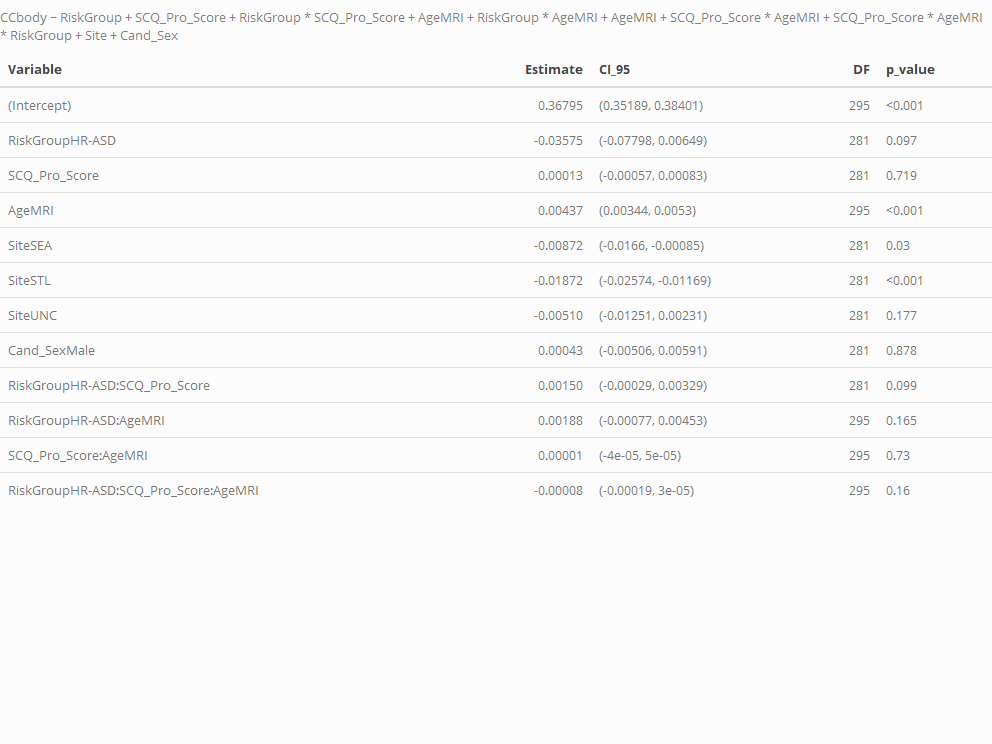 CCbody ~ RiskGroup + SCQ_Pro_Score + RiskGroup * SCQ_Pro_Score + AgeMRI + RiskGroup * AgeMRI + AgeMRI + SCQ_Pro_Score * AgeMRI + SCQ_Pro_Score * AgeMRI
* RiskGroup + Site + Cand_Sex
Variable Estimate CI_95 DF p_value
(Intercept) 0.36795 (0.35189, 0.38401) 295 <0.001
RiskGroupHR-ASD -0.03575 (-0.07798, 0.00649) 281 0.097
SCQ_Pro_Score 0.00013 (-0.00057, 0.00083) 281 0.719
AgeMRI 0.00437 (0.00344, 0.0053) 295 <0.001
SiteSEA -0.00872 (-0.0166, -0.00085) 281 0.03
SiteSTL -0.01872 (-0.02574, -0.01169) 281 <0.001
SiteUNC -0.00510 (-0.01251, 0.00231) 281 0.177
Cand_SexMale 0.00043 (-0.00506, 0.00591) 281 0.878
RiskGroupHR-ASD:SCQ_Pro_Score 0.00150 (-0.00029, 0.00329) 281 0.099
RiskGroupHR-ASD:AgeMRI 0.00188 (-0.00077, 0.00453) 295 0.165
SCQ_Pro_Score:AgeMRI 0.00001 (-4e-05, 5e-05) 295 0.73
RiskGroupHR-ASD:SCQ_Pro_Score:AgeMRI -0.00008 (-0.00019, 3e-05) 295 0.16